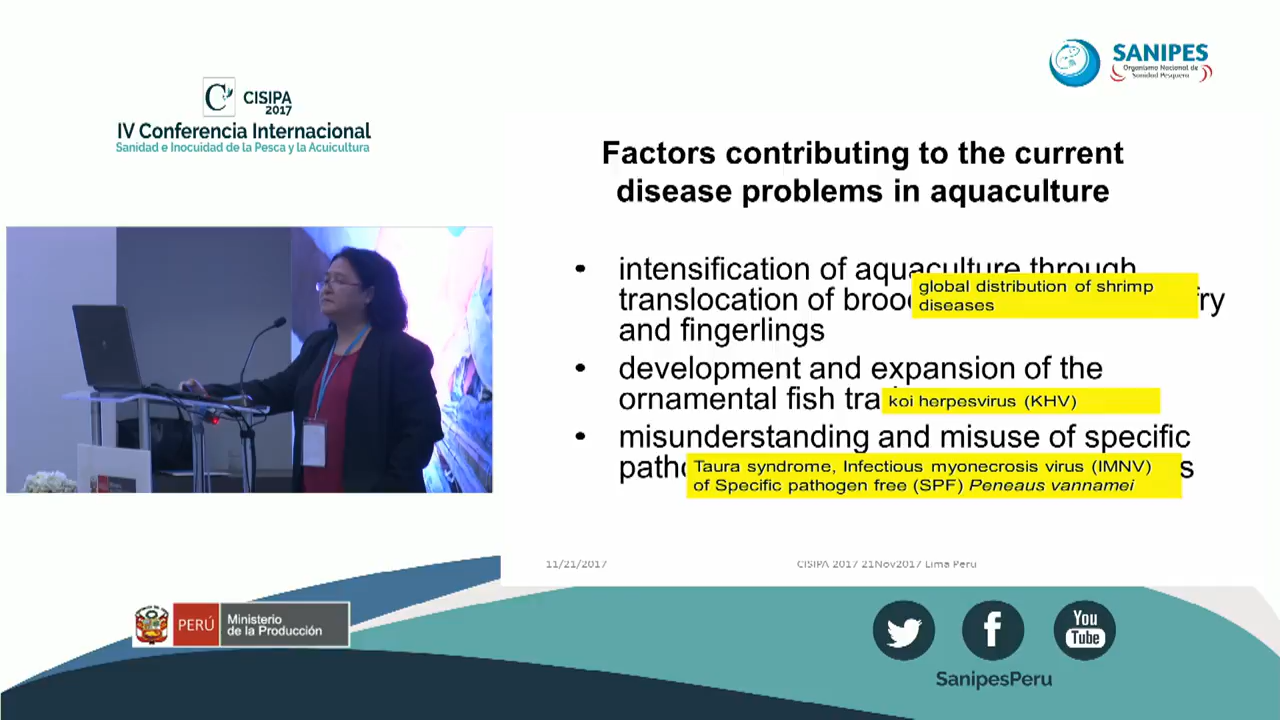 CISIPA
2017
IV Conferencia Internacional
Sanidad e Inocuidad de la Pesca y la Acuicultura
SANIPES
Organismo Nacional de
Sanidad Pesquera
Factors contributing to the current
disease problems in aquaculture
• intensification of aquaculture through
translocation of fry
global distribution of shrimp
diseases
and fingerlings
• development and expansion of the
ornamental fish
koi herpesvirus (KHV)
• misunderstanding and misuse of specific
Taura syndrome, Infectious myonecrosis virus (IMNV)
of Specific pathogen free (SPF) Peneaus vannamei
11/21/2017
CISIPA 2017 21Nov2017 Lima Peru
PERÚ
Ministerio
de la Producción
You
Tube
SanipesPeru